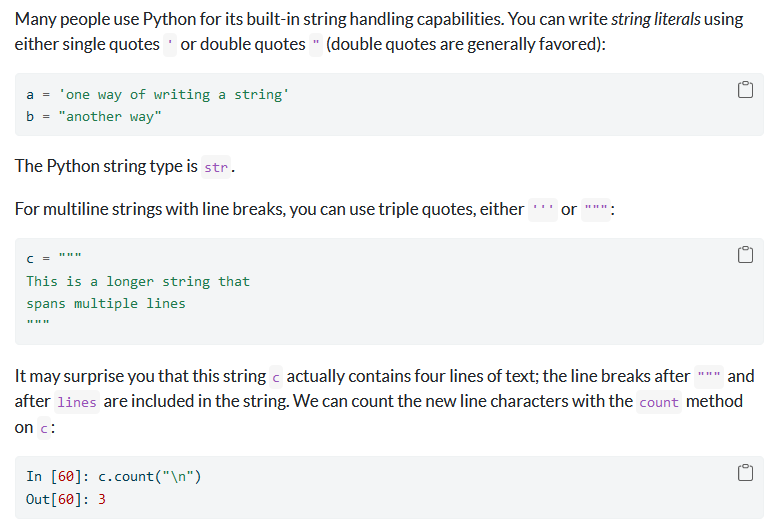 Many people use Python for its built-in string handling capabilities. You can write string literals using
either single quotes ' or double quotes " (double quotes are generally favored):
a = 'one way of writing a string'
b = "another way"
The Python string type is str.
For multiline strings with line breaks, you can use triple quotes, either ''' or """:
c = """
This is a longer string that
spans multiple lines
"""
It may surprise you that this string c actually contains four lines of text; the line breaks after """ and
after lines are included in the string. We can count the new line characters with the count method
on c:
In [60]: c.count("\n")
Out[60]: 3